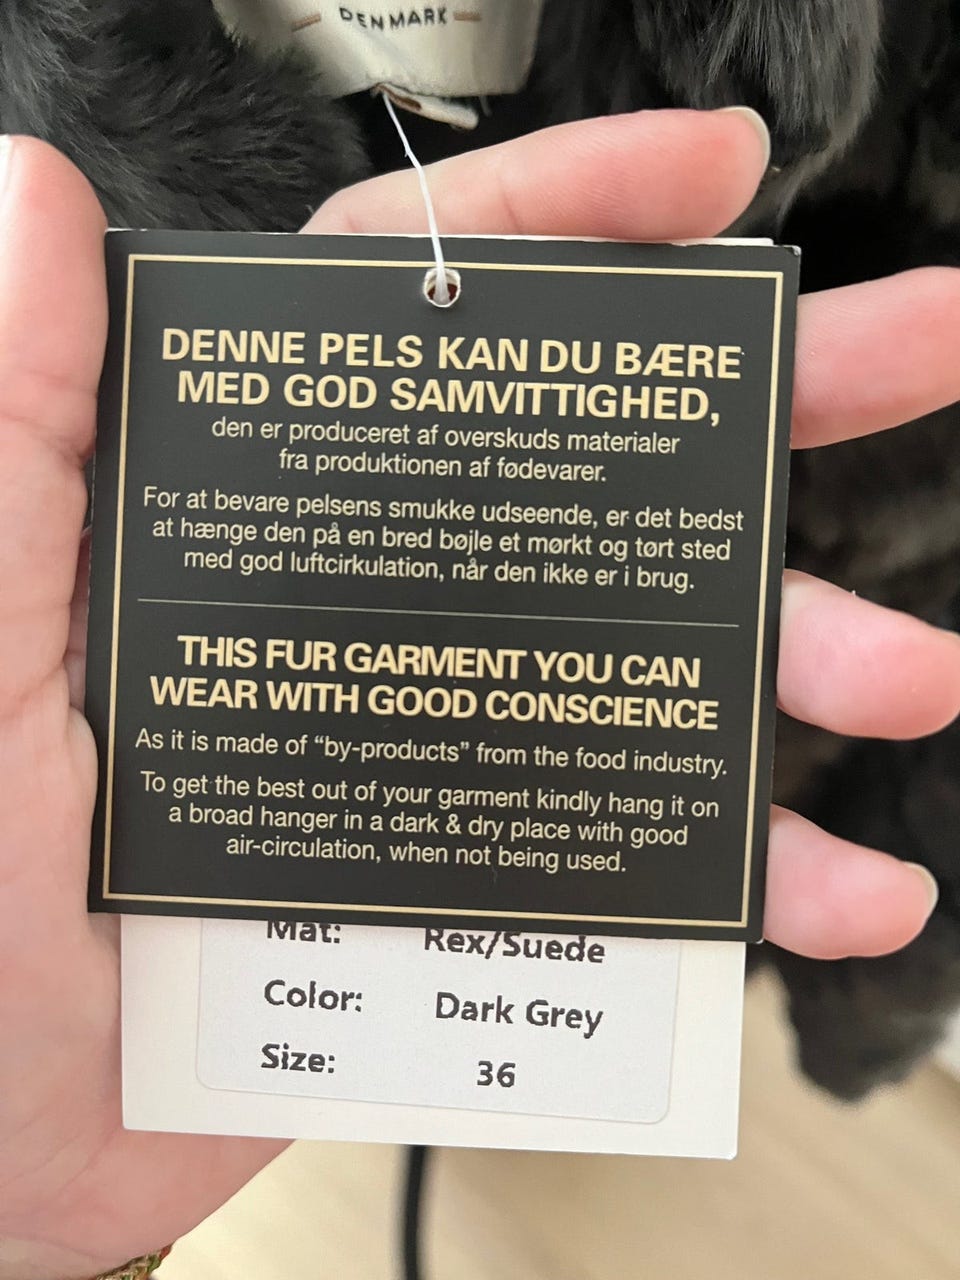 DENMARK
DENNE PELS KAN DU BÆRE
MED GOD SAMVITTIGHED,
den er produceret af overskuds materialer
fra produktionen af fødevarer.
For at bevare pelsens smukke udseende, er det bedst
at hænge den på en bred bøjle et mørkt og tørt sted
med god luftcirkulation, når den ikke er i brug.
THIS FUR GARMENT YOU CAN
WEAR WITH GOOD CONSCIENCE
As it is made of “by-products” from the food industry.
To get the best out of your garment kindly hang it on
a broad hanger in a dark & dry place with good
air-circulation, when not being used.
Mat: Rex/Suede
Color: Dark Grey
Size: 36